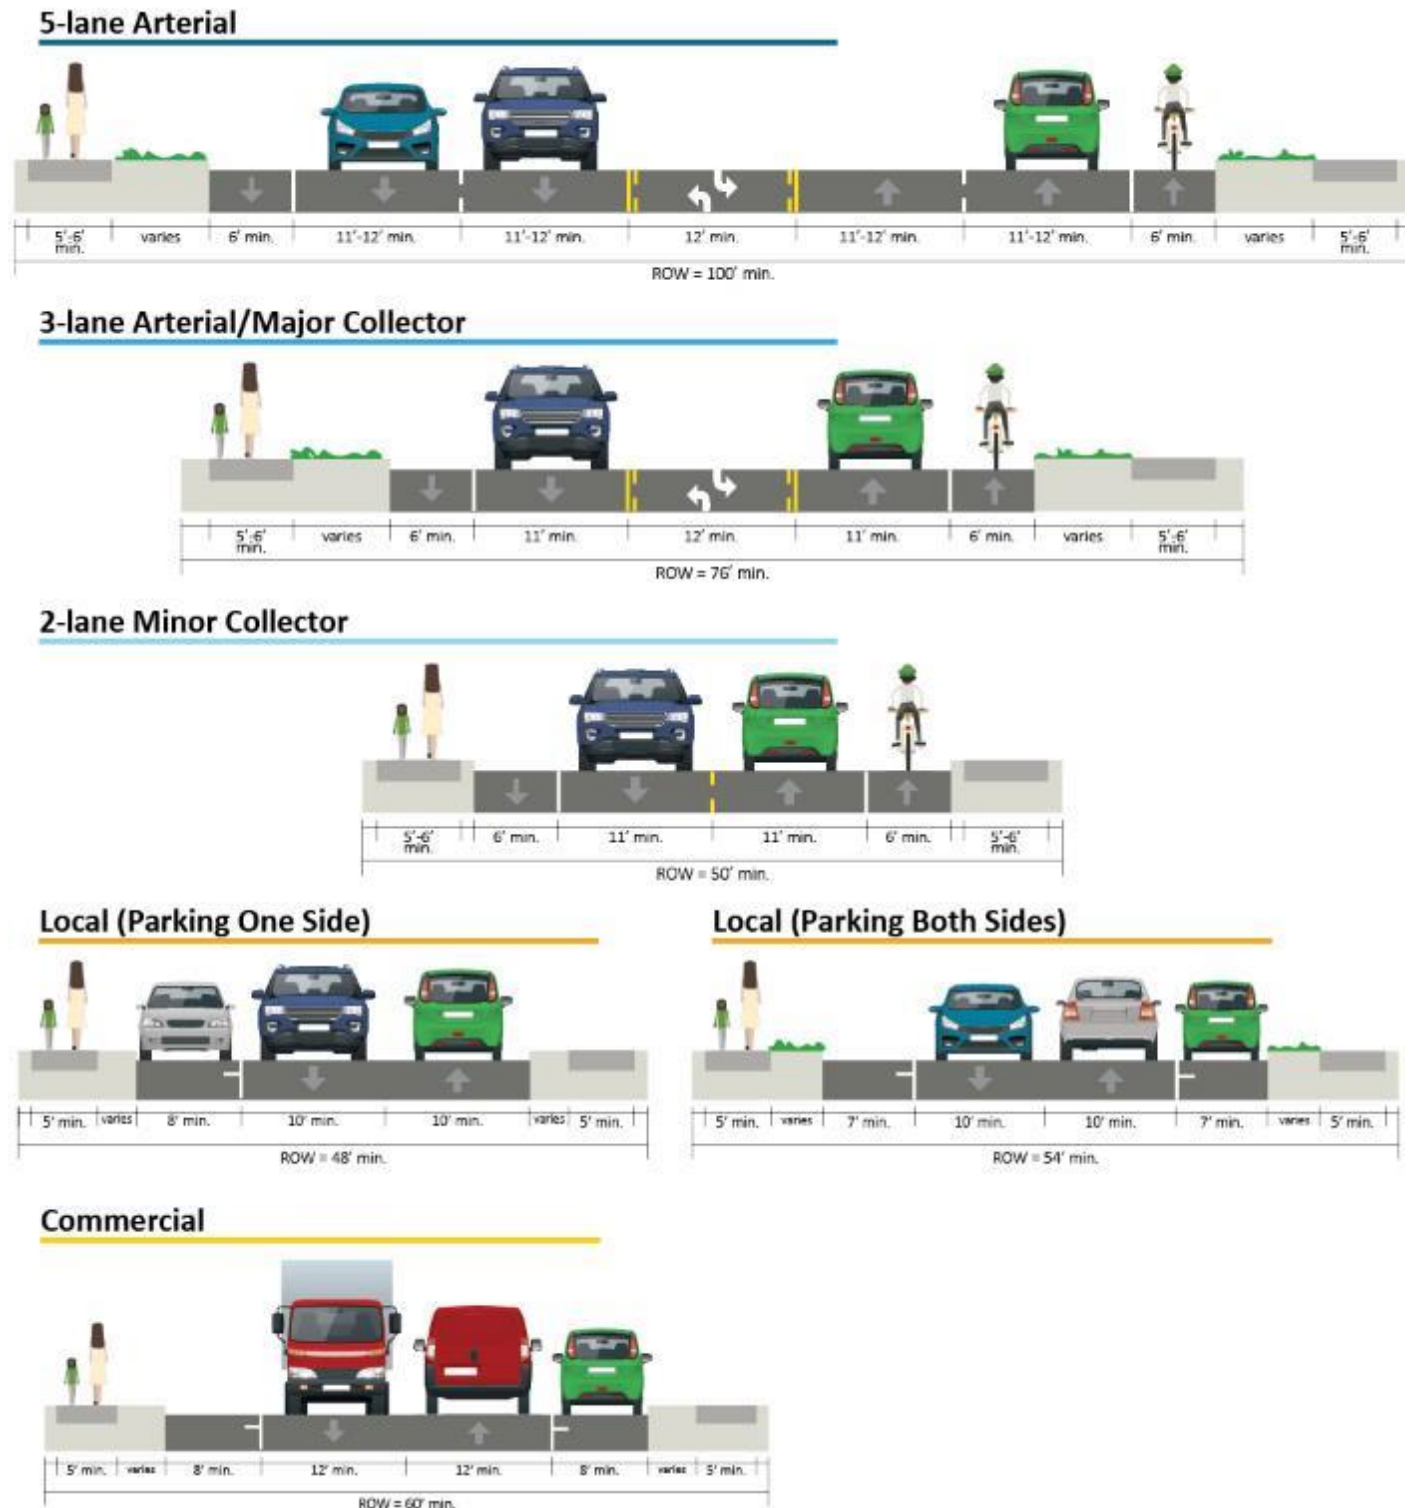 5-lane Arterial
5'-6' min. varies 6' min. 11'-12' min. 11'-12' min. 12' min. 11'-12' min. 11'-12' min. 6' min. varies 5'-6' min.
ROW = 100' min.
3-lane Arterial/Major Collector
5'-6' min. varies 6' min. 11' min. 12' min. 11' min. 6' min. varies 5'-6' min.
ROW = 76' min.
2-lane Minor Collector
5'-6' min. 6' min. 11' min. 11' min. 6' min. 5'-6' min.
ROW = 50' min.
Local (Parking One Side)
5' min. varies 8' min. 10' min. 10' min. varies 5' min.
ROW = 48' min.
Local (Parking Both Sides)
5' min. varies 7' min. 10' min. 10' min. 7' min. varies 5' min.
ROW = 54' min.
Commercial
5' min. varies 8' min. 12' min. 12' min. 8' min. varies 5' min.
ROW = 60' min.